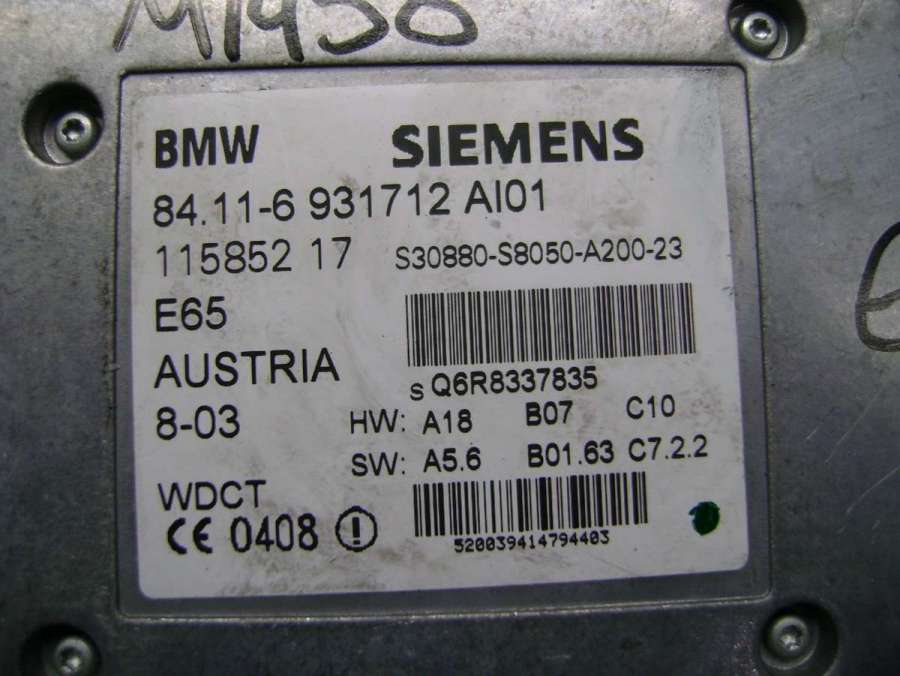 M1950
BMW SIEMENS
84.11-6 931712 AI01
115852 17 S30880-S8050-A200-23
E65
AUSTRIA
S Q6R8337835
8-03 HW: A18 B07 C10
SW: A5.6 B01.63 C7.2.2
WDCT
CE 0408
520039414794403